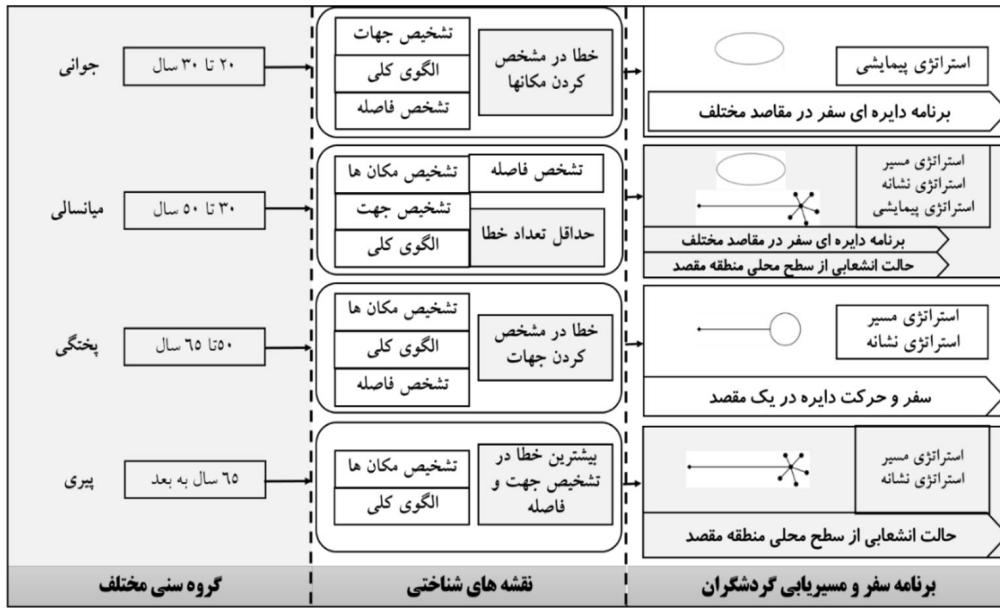 جوانی
۲۰ تا ۳۰ سال
تشخیص جهات
الگوی کلی
تشخص فاصله
خطا در مشخص
کردن مکانها
استراتژی پیمایشی
برنامه دایره ای سفر در مقاصد مختلف
میانسالی
۳۰ تا ۵۰ سال
تشخیص مکان ها
تشخیص جهت
الگوی کلی
تشخص فاصله
حداقل تعداد خطا
استراتژی مسیر
استراتژی نشانه
استراتژی پیمایشی
برنامه دایره ای سفر در مقاصد مختلف
حالت انشعابی از سطح محلی منطقه مقصد
پختگی
۵۰تا ۶۵ سال
تشخیص مکان ها
الگوی کلی
تشخص فاصله
خطا در مشخص
کردن جهات
استراتژی مسیر
استراتژی نشانه
سفر و حرکت دایره در یک مقصد
پیری
۶۵ سال به بعد
تشخیص مکان ها
الگوی کلی
بیشترین خطا در
تشخیص جهت و
فاصله
استراتژی مسیر
استراتژی نشانه
حالت انشعابی از سطح محلی منطقه مقصد
گروه سنی مختلف
نقشه های شناختی
برنامه سفر و مسیریابی گردشگران